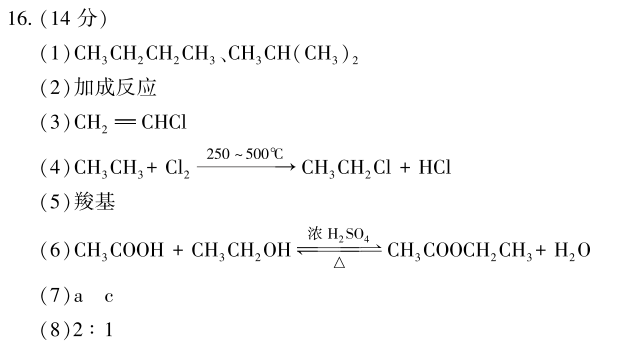 16.(14 分)
(1)CH₃CH₂CH₂CH₃、CH₃CH(CH₃)₂
(2)加成反应
(3)CH₂═CHCl
(4)CH₃CH₃+ Cl₂ —250~500℃→ CH₃CH₂Cl + HCl
(5)羧基
(6)CH₃COOH + CH₃CH₂OH ⇌[浓 H₂SO₄][△] CH₃COOCH₂CH₃+ H₂O
(7)a c
(8)2∶1